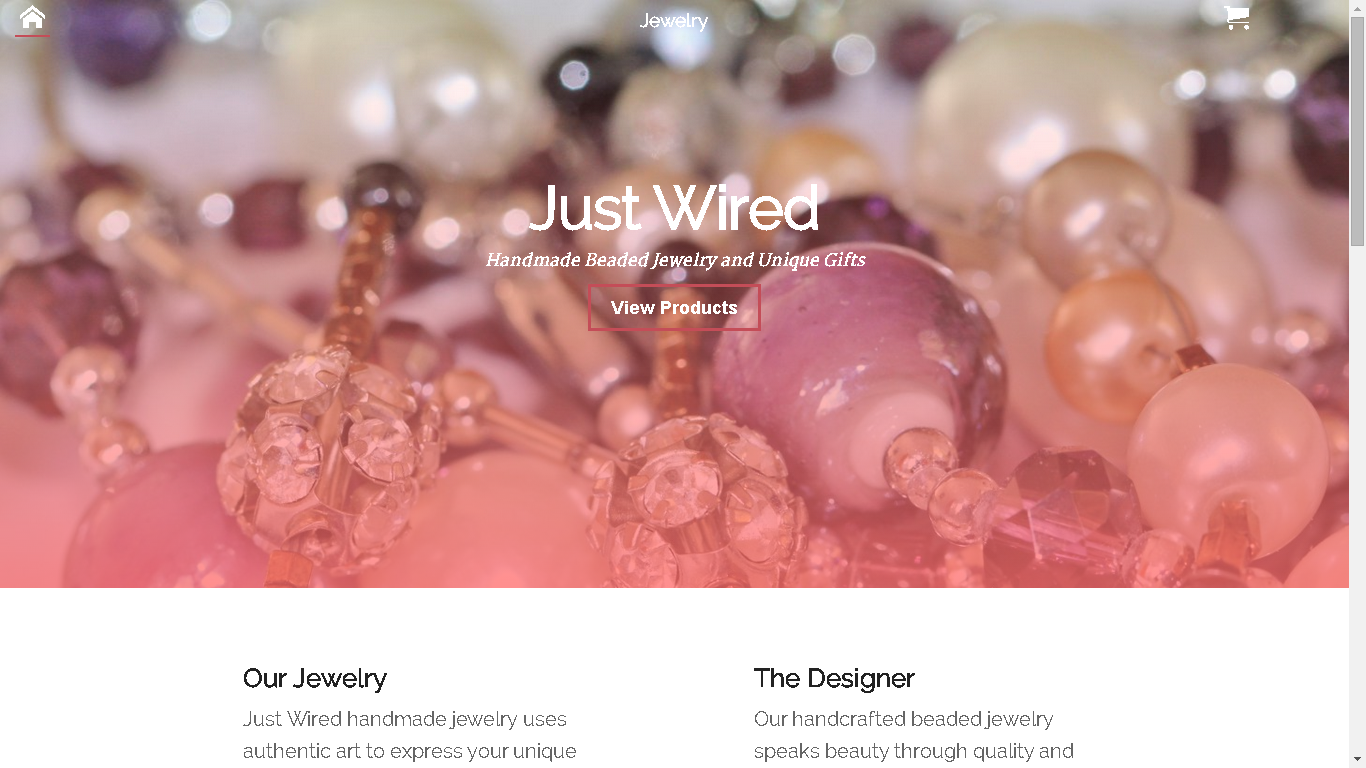 Jewelry
Just Wired
Handmade Beaded Jewelry and Unique Gifts
View Products
Our Jewelry
Just Wired handmade jewelry uses
authentic art to express your unique
The Designer
Our handcrafted beaded jewelry
speaks beauty through quality and